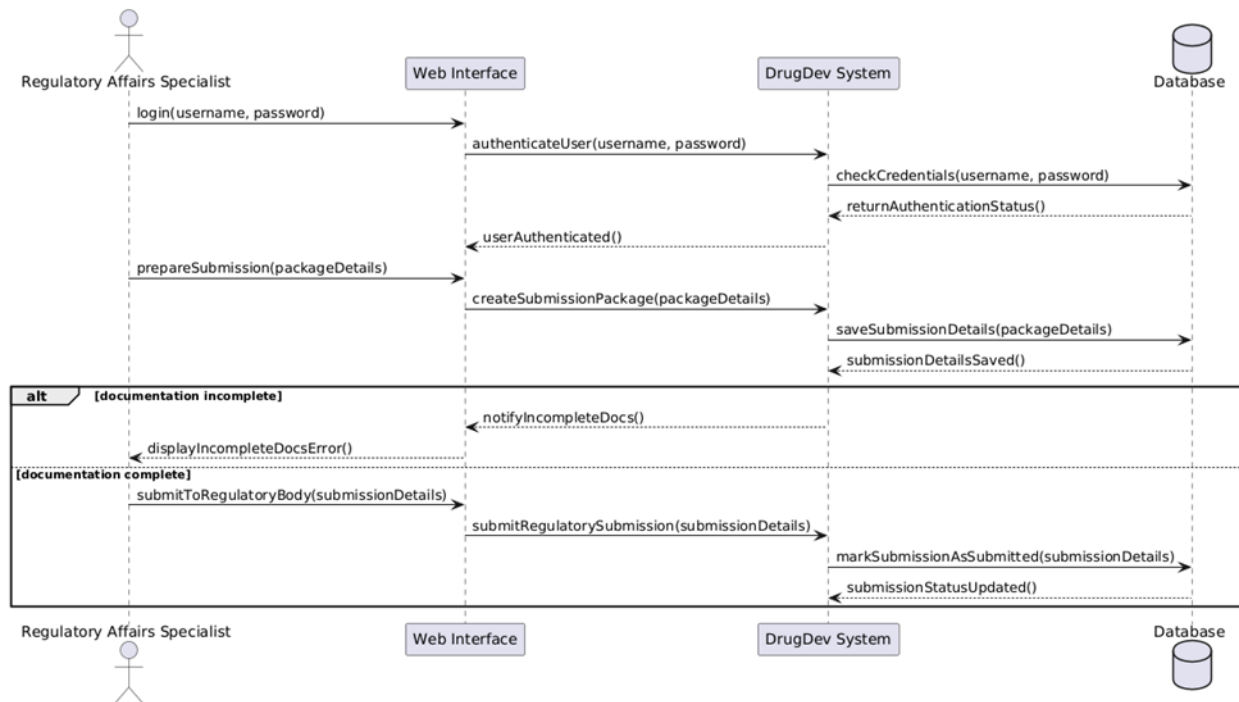 Regulatory Affairs Specialist
Web Interface
DrugDev System
Database
login(username, password)
authenticateUser(username, password)
checkCredentials(username, password)
returnAuthenticationStatus()
userAuthenticated()
prepareSubmission(packageDetails)
createSubmissionPackage(packageDetails)
saveSubmissionDetails(packageDetails)
submissionDetailsSaved()
alt [documentation incomplete]
notifyIncompleteDocs()
displayIncompleteDocsError()
[documentation complete]
submitToRegulatoryBody(submissionDetails)
submitRegulatorySubmission(submissionDetails)
markSubmissionAsSubmitted(submissionDetails)
submissionStatusUpdated()
Regulatory Affairs Specialist
Web Interface
DrugDev System
Database